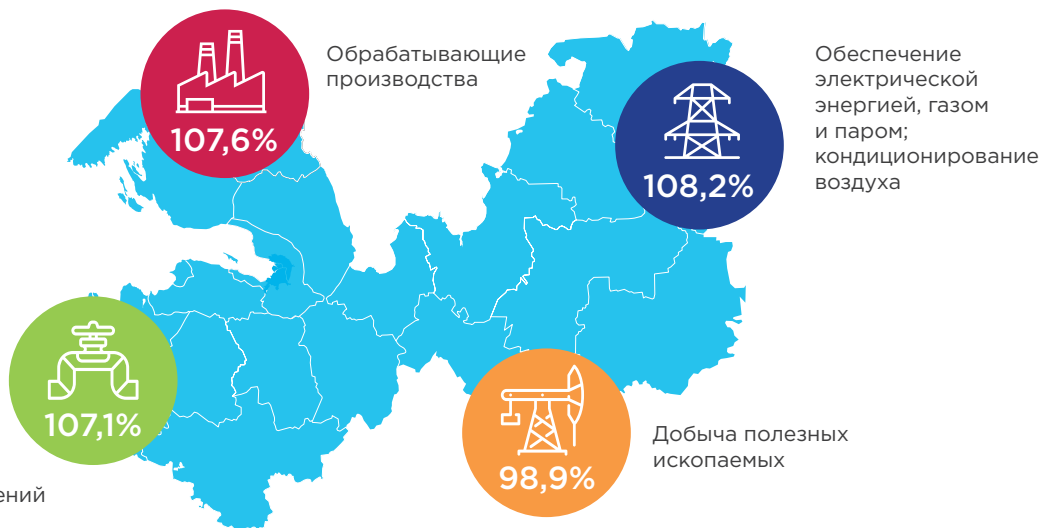 107,6%
Обрабатывающие
производства
108,2%
Обеспечение
электрической
энергией, газом
и паром;
кондиционирование
воздуха
107,1%
ений
98,9%
Добыча полезных
ископаемых